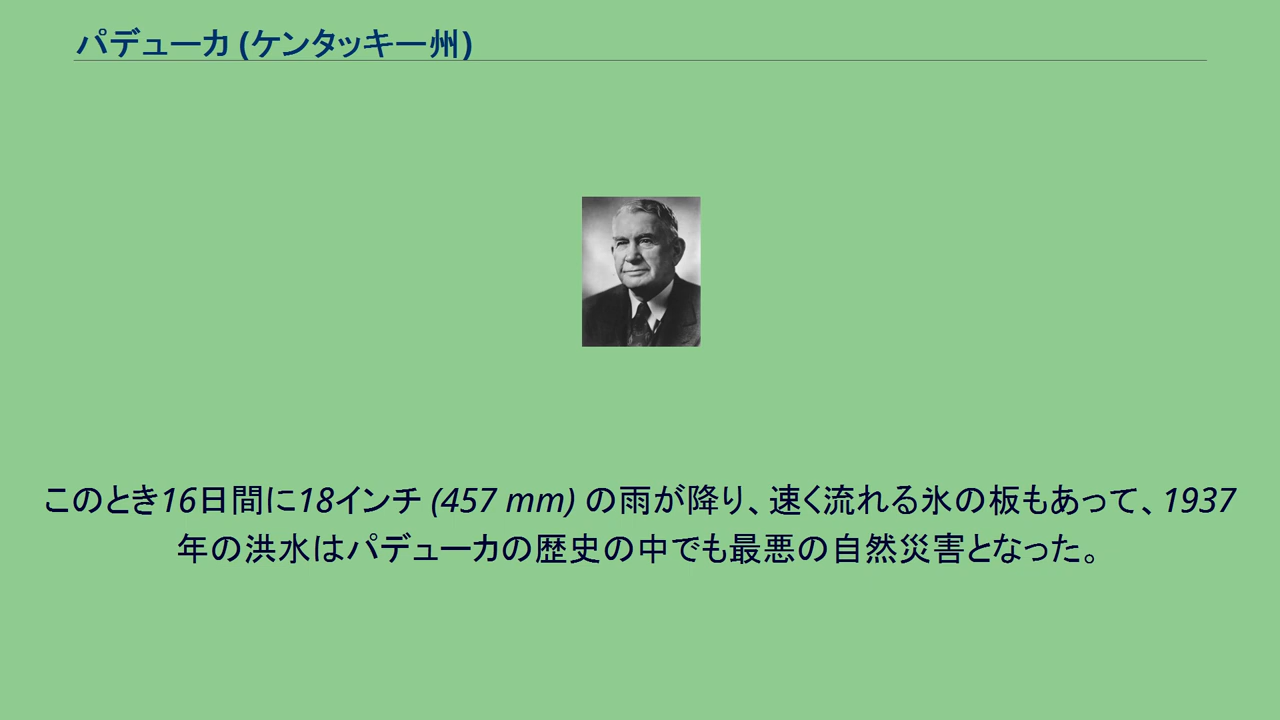 パデューカ (ケンタッキー州)
このとき16日間に18インチ (457 mm) の雨が降り、速く流れる氷の板もあって、1937
年の洪水はパデューカの歴史の中でも最悪の自然災害となった。